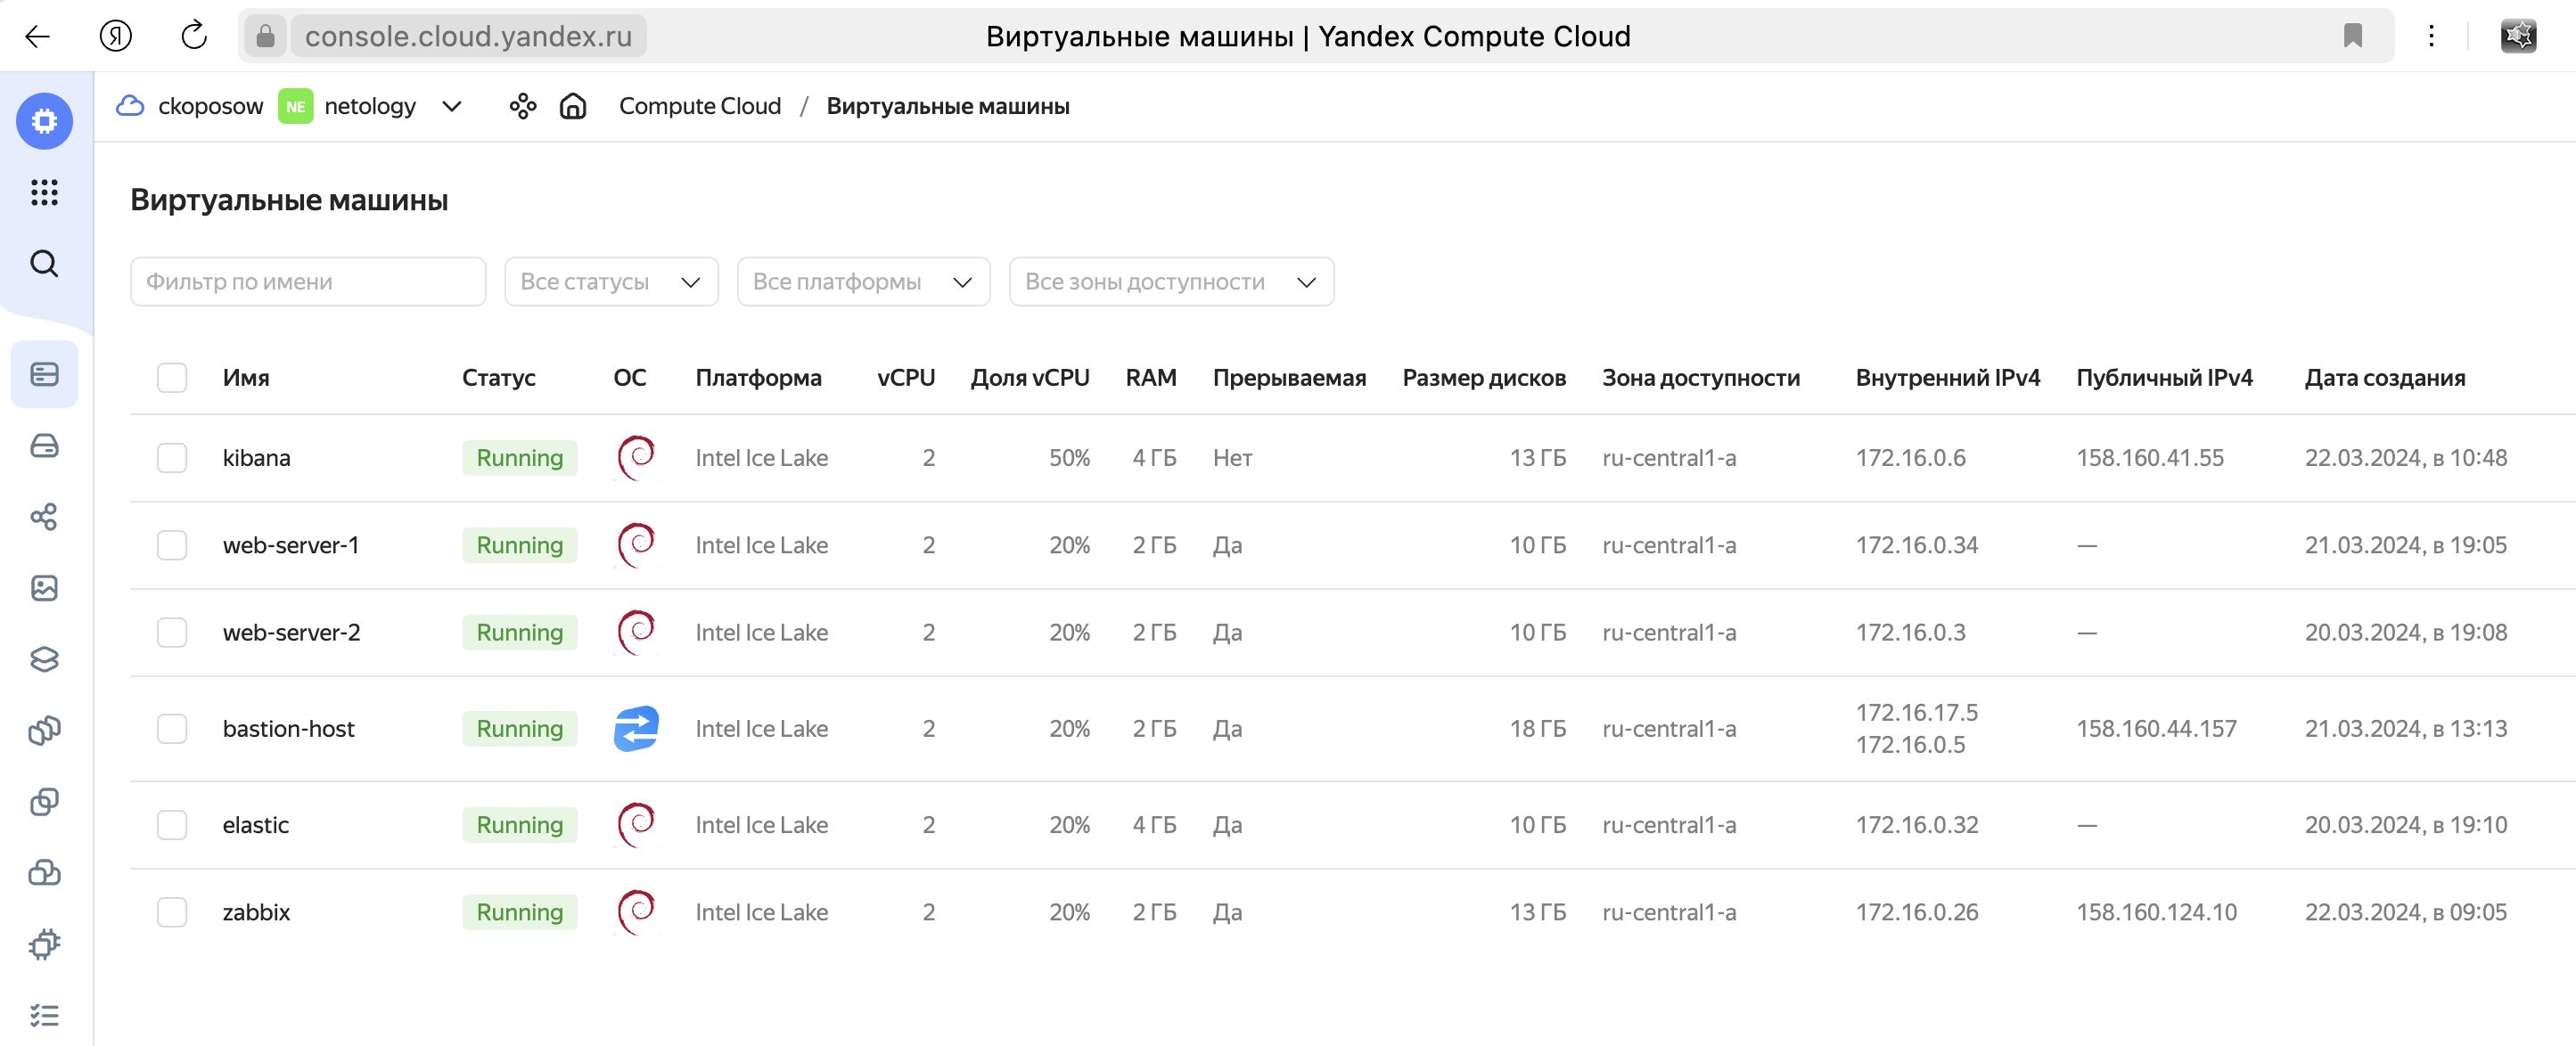 Я console.cloud.yandex.ru Виртуальные машины | Yandex Compute Cloud
ckoposow NE netology Compute Cloud / Виртуальные машины
Виртуальные машины
Фильтр по имени Все статусы Все платформы Все зоны доступности
Имя Статус ОС Платформа vCPU Доля vCPU RAM Прерываемая Размер дисков Зона доступности Внутренний IPv4 Публичный IPv4 Дата создания
kibana Running Intel Ice Lake 2 50% 4 ГБ Нет 13 ГБ ru-central1-a 172.16.0.6 158.160.41.55 22.03.2024, в 10:48
web-server-1 Running Intel Ice Lake 2 20% 2 ГБ Да 10 ГБ ru-central1-a 172.16.0.34 — 21.03.2024, в 19:05
web-server-2 Running Intel Ice Lake 2 20% 2 ГБ Да 10 ГБ ru-central1-a 172.16.0.3 — 20.03.2024, в 19:08
bastion-host Running Intel Ice Lake 2 20% 2 ГБ Да 18 ГБ ru-central1-a 172.16.17.5 158.160.44.157 21.03.2024, в 13:13
172.16.0.5
elastic Running Intel Ice Lake 2 20% 4 ГБ Да 10 ГБ ru-central1-a 172.16.0.32 — 20.03.2024, в 19:10
zabbix Running Intel Ice Lake 2 20% 2 ГБ Да 13 ГБ ru-central1-a 172.16.0.26 158.160.124.10 22.03.2024, в 09:05